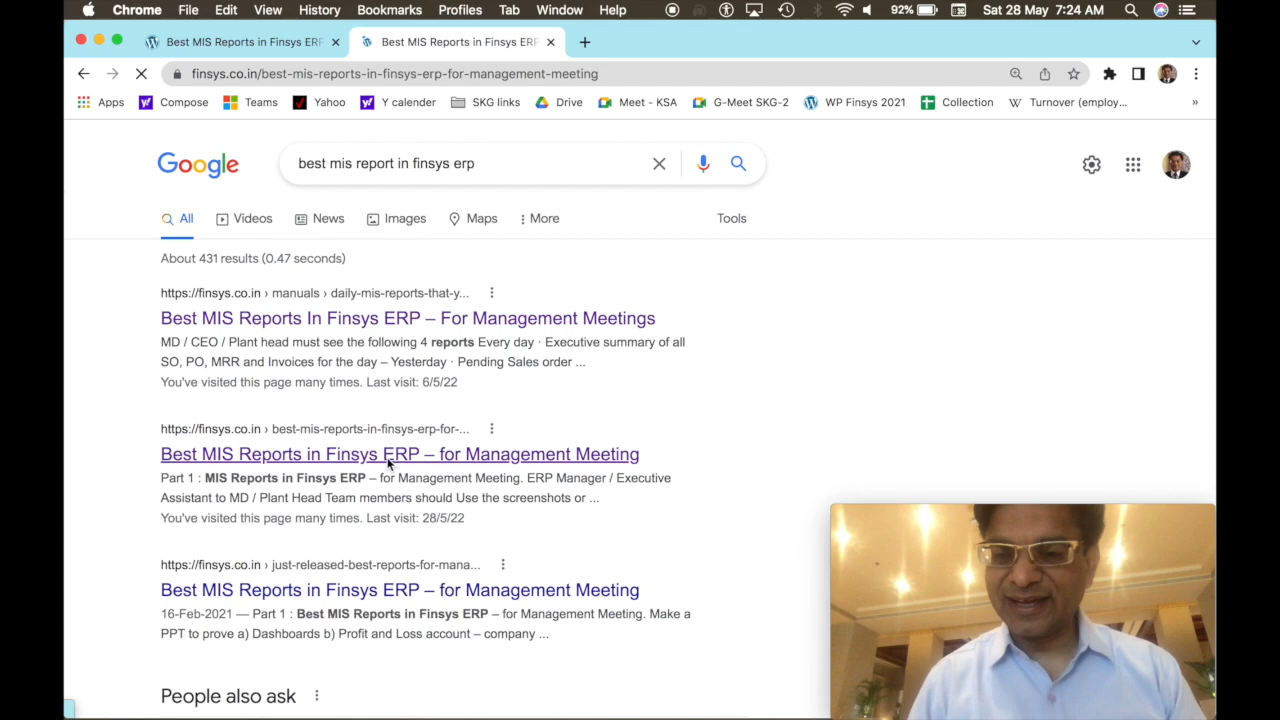 Chrome File Edit View History Bookmarks Profiles Tab Window Help 92% Sat 28 May 7:24 AM
Best MIS Reports in Finsys ERP Best MIS Reports in Finsys ERP
finsys.co.in/best-mis-reports-in-finsys-erp-for-management-meeting
Apps Compose Teams Yahoo Y calender SKG links Drive Meet - KSA G-Meet SKG-2 WP Finsys 2021 Collection Turnover (employ... »
Google best mis report in finsys erp
All Videos News Images Maps More Tools
About 431 results (0.47 seconds)
https://finsys.co.in › manuals › daily-mis-reports-that-y...
Best MIS Reports In Finsys ERP – For Management Meetings
MD / CEO / Plant head must see the following 4 reports Every day · Executive summary of all
SO, PO, MRR and Invoices for the day – Yesterday · Pending Sales order ...
You've visited this page many times. Last visit: 6/5/22
https://finsys.co.in › best-mis-reports-in-finsys-erp-for-...
Best MIS Reports in Finsys ERP – for Management Meeting
Part 1 : MIS Reports in Finsys ERP – for Management Meeting. ERP Manager / Executive
Assistant to MD / Plant Head Team members should Use the screenshots or ...
You've visited this page many times. Last visit: 28/5/22
https://finsys.co.in › just-released-best-reports-for-mana...
Best MIS Reports in Finsys ERP – for Management Meeting
16-Feb-2021 — Part 1 : Best MIS Reports in Finsys ERP – for Management Meeting. Make a
PPT to prove a) Dashboards b) Profit and Loss account – company ...
People also ask